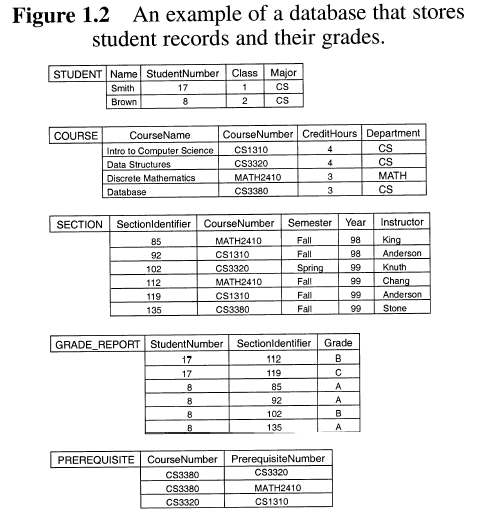 Figure 1.2 An example of a database that stores
student records and their grades.
STUDENT Name StudentNumber Class Major
Smith 17 1 CS
Brown 8 2 CS
COURSE CourseName CourseNumber CreditHours Department
Intro to Computer Science CS1310 4 CS
Data Structures CS3320 4 CS
Discrete Mathematics MATH2410 3 MATH
Database CS3380 3 CS
SECTION SectionIdentifier CourseNumber Semester Year Instructor
85 MATH2410 Fall 98 King
92 CS1310 Fall 98 Anderson
102 CS3320 Spring 99 Knuth
112 MATH2410 Fall 99 Chang
119 CS1310 Fall 99 Anderson
135 CS3380 Fall 99 Stone
GRADE_REPORT StudentNumber SectionIdentifier Grade
17 112 B
17 119 C
8 85 A
8 92 A
8 102 B
8 135 A
PREREQUISITE CourseNumber PrerequisiteNumber
CS3380 CS3320
CS3380 MATH2410
CS3320 CS1310